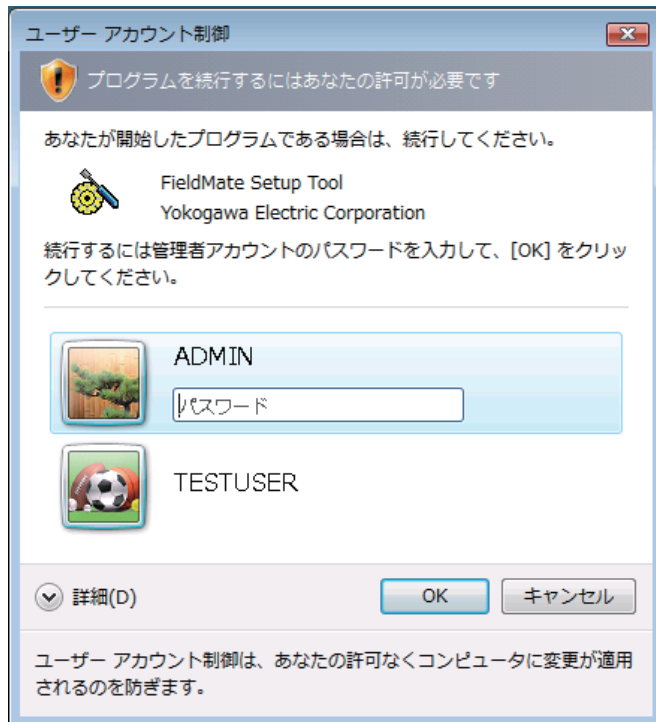 ユーザー アカウント制御
プログラムを続行するにはあなたの許可が必要です
あなたが開始したプログラムである場合は、続行してください。
FieldMate Setup Tool
Yokogawa Electric Corporation
続行するには管理者アカウントのパスワードを入力して、[OK] をクリッ
クしてください。
ADMIN
パスワード
TESTUSER
詳細(D)
OK
キャンセル
ユーザー アカウント制御は、あなたの許可なくコンピュータに変更が適用
されるのを防ぎます。